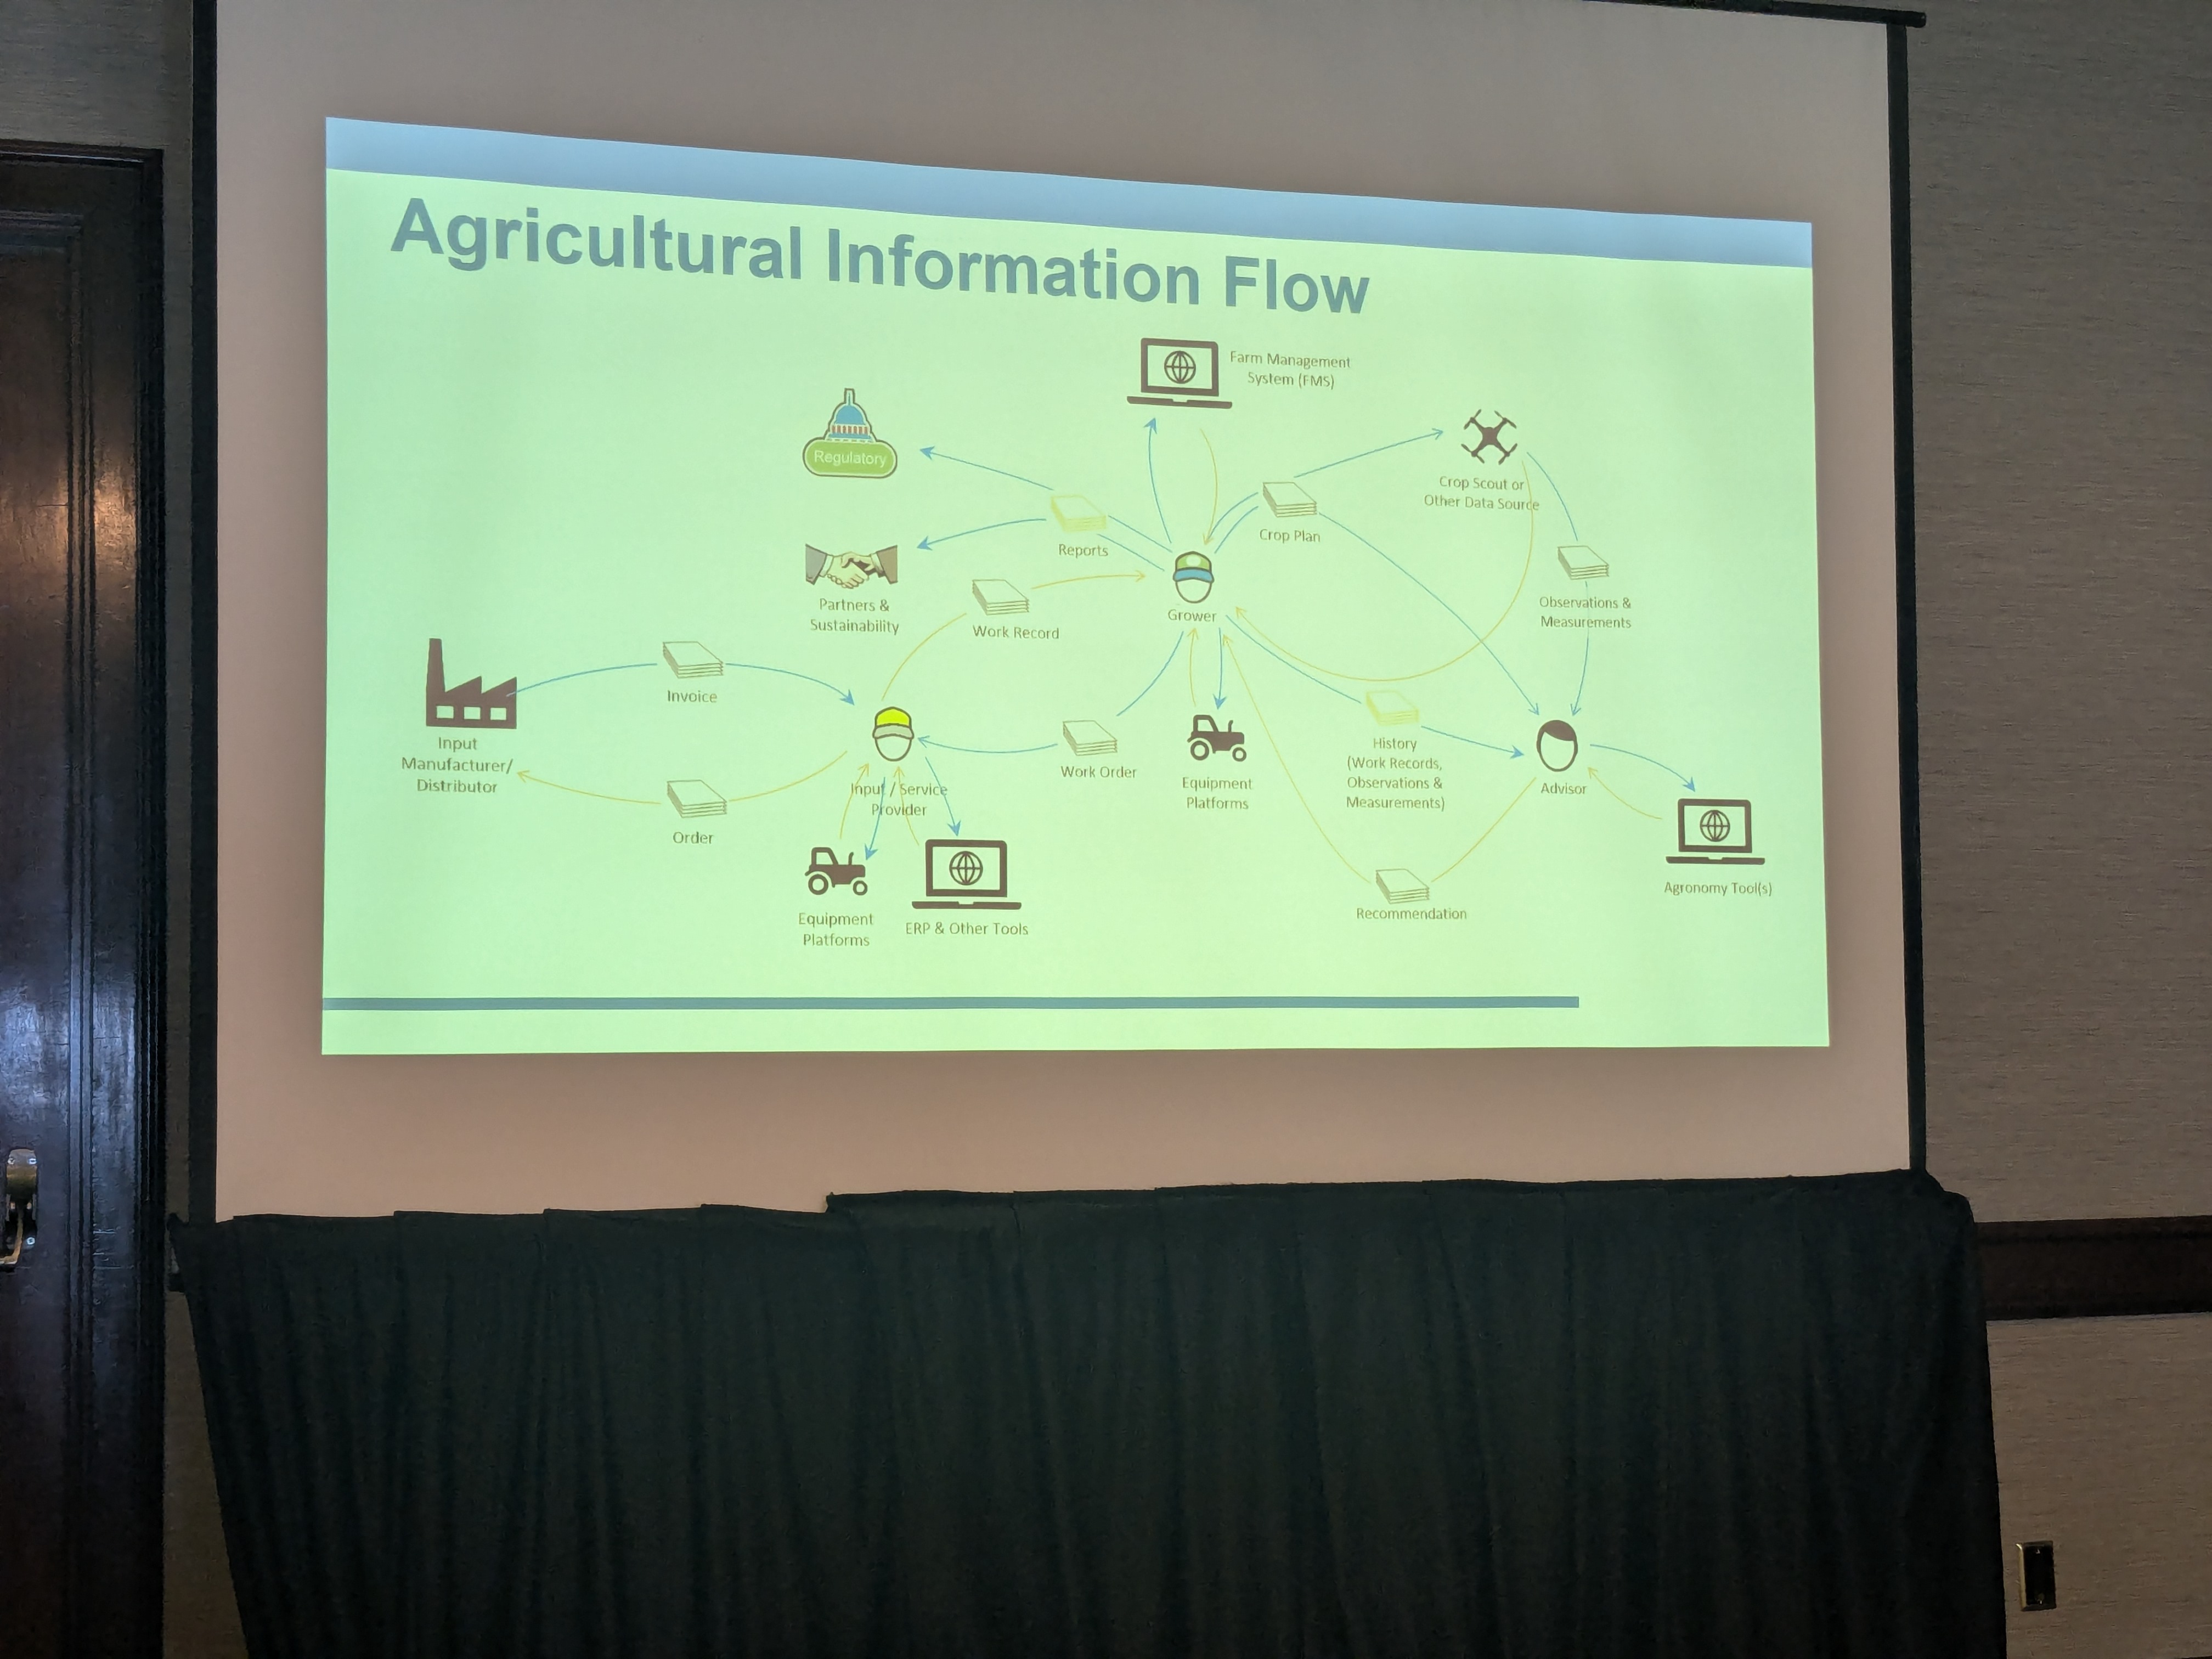 Agricultural Information Flow
Farm Management
System (FMS)
Regulatory
Crop Scout or
Other Data Source
Crop Plan
Reports
Observations &
Measurements
Partners &
Sustainability
Grower
Work Record
Invoice
Input
Manufacturer/
Distributor
History
(Work Records,
Observations &
Measurements)
Work Order
Equipment
Platforms
Advisor
Input / Service
Provider
Order
Agronomy Tool(s)
Equipment
Platforms
ERP & Other Tools
Recommendation